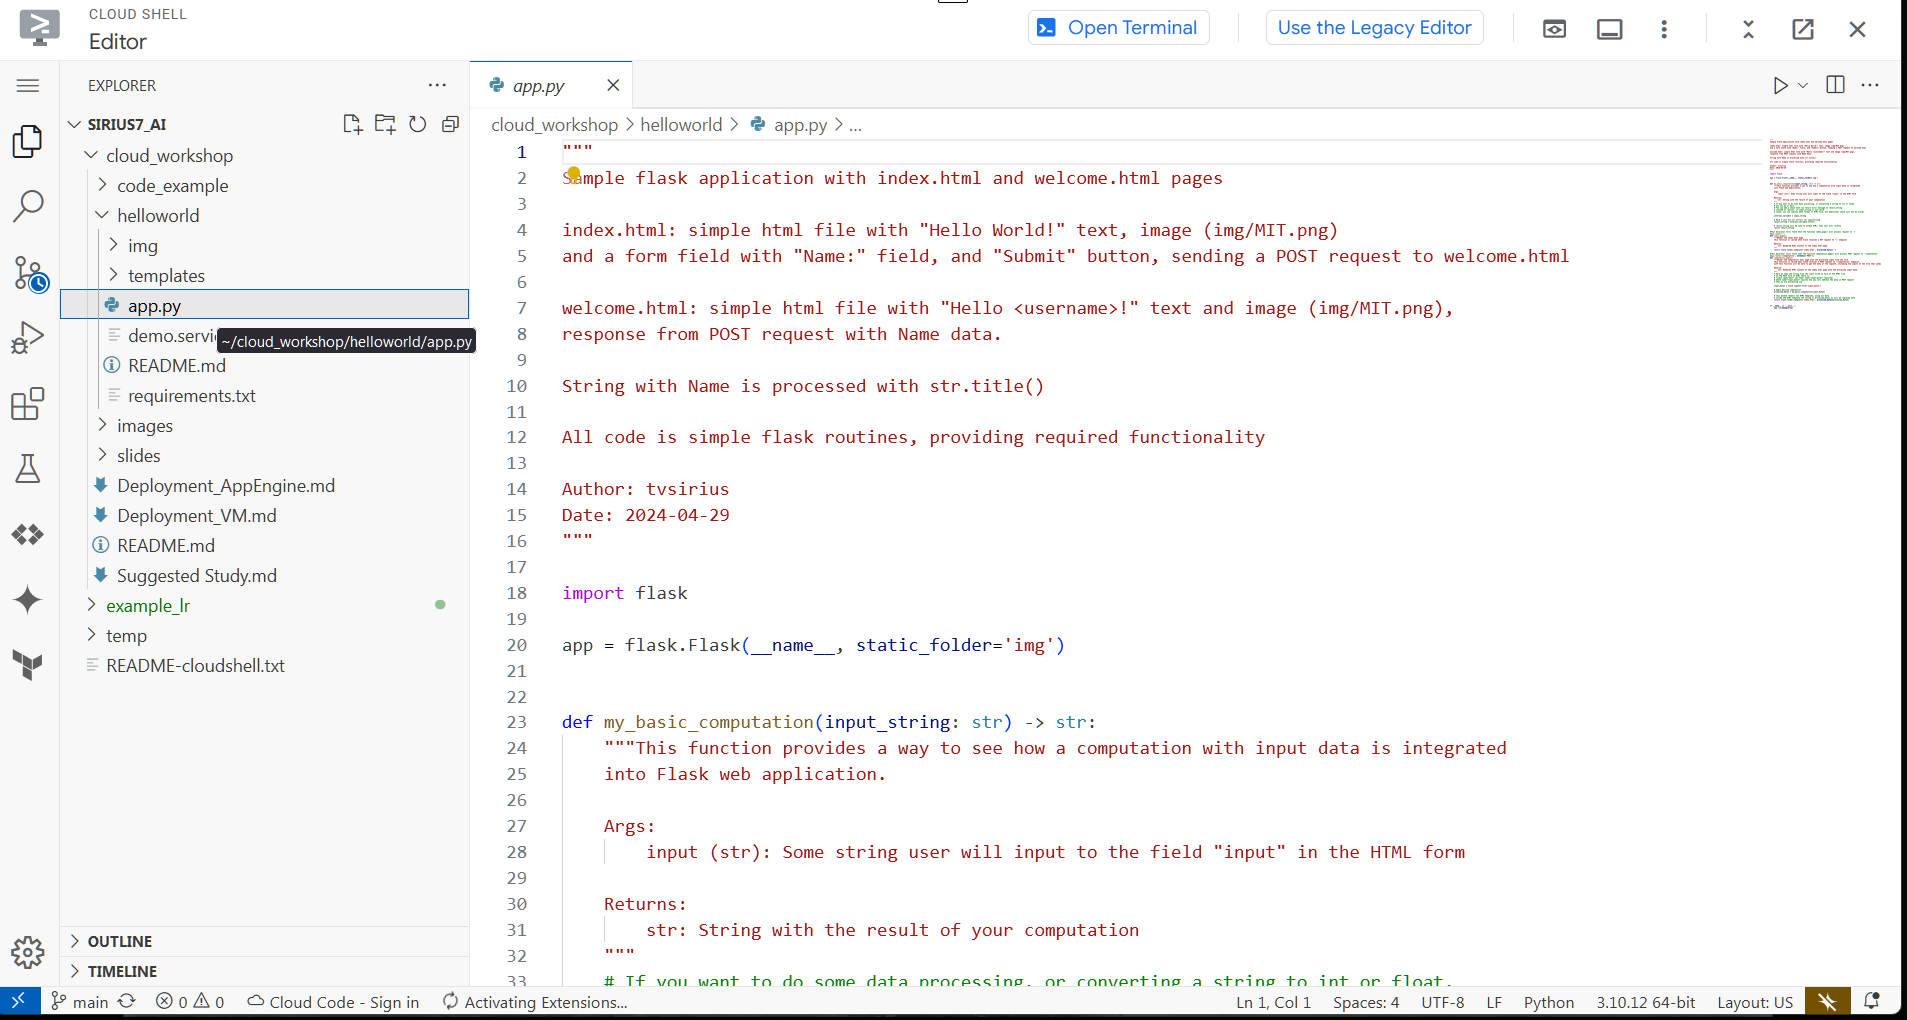 CLOUD SHELL
Editor
Open Terminal
Use the Legacy Editor
EXPLORER
SIRIUS7_AI
cloud_workshop
code_example
helloworld
img
templates
app.py
demo.servi
~/cloud_workshop/helloworld/app.py
README.md
requirements.txt
images
slides
Deployment_AppEngine.md
Deployment_VM.md
README.md
Suggested Study.md
example_lr
temp
README-cloudshell.txt
OUTLINE
TIMELINE
app.py
cloud_workshop > helloworld > app.py > ...
1 """
2 Sample flask application with index.html and welcome.html pages
3
4 index.html: simple html file with "Hello World!" text, image (img/MIT.png)
5 and a form field with "Name:" field, and "Submit" button, sending a POST request to welcome.html
6
7 welcome.html: simple html file with "Hello <username>!" text and image (img/MIT.png),
8 response from POST request with Name data.
9
10 String with Name is processed with str.title()
11
12 All code is simple flask routines, providing required functionality
13
14 Author: tvsirius
15 Date: 2024-04-29
16 """
17
18 import flask
19
20 app = flask.Flask(__name__, static_folder='img')
21
22
23 def my_basic_computation(input_string: str) -> str:
24 """This function provides a way to see how a computation with input data is integrated
25 into Flask web application.
26
27 Args:
28 input (str): Some string user will input to the field "input" in the HTML form
29
30 Returns:
31 str: String with the result of your computation
32 """
33 # If you want to do some data processing, or converting a string to int or float,
main
0
0
Cloud Code - Sign in
Activating Extensions...
Ln 1, Col 1
Spaces: 4
UTF-8
LF
Python
3.10.12 64-bit
Layout: US